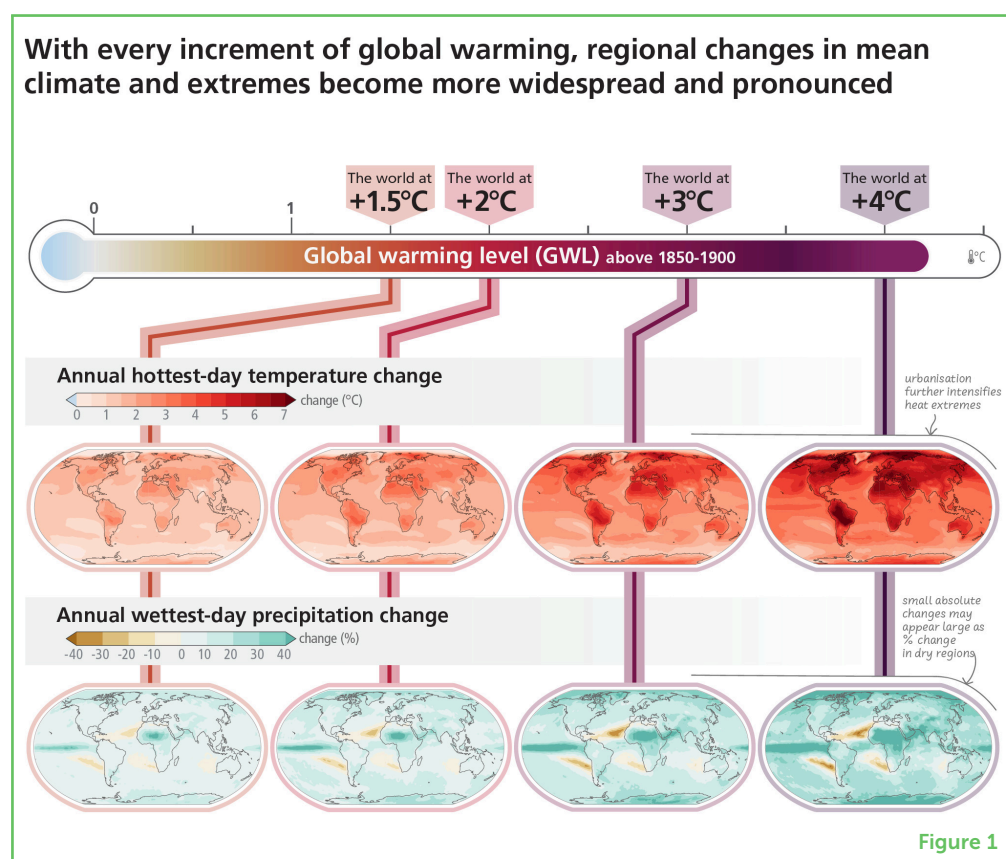 With every increment of global warming, regional changes in mean
climate and extremes become more widespread and pronounced
The world at
+1.5°C
The world at
+2°C
The world at
+3°C
The world at
+4°C
0
1
Global warming level (GWL) above 1850-1900
°C
Annual hottest-day temperature change
change (°C)
0 1 2 3 4 5 6 7
urbanisation
further intensifies
heat extremes
Annual wettest-day precipitation change
change (%)
-40 -30 -20 -10 0 10 20 30 40
small absolute
changes may
appear large as
% change
in dry regions
Figure 1